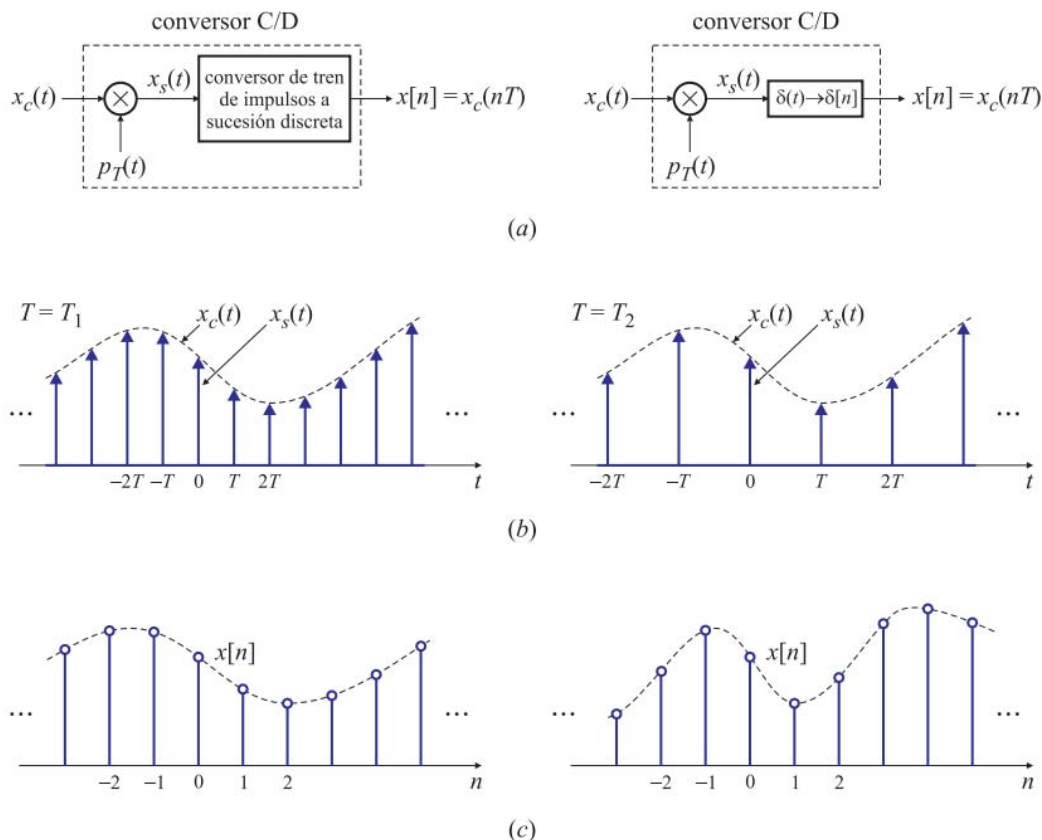 conversor C/D
x_c(t)
x_s(t)
conversor de tren
de impulsos a
sucesión discreta
x[n] = x_c(nT)
p_T(t)
conversor C/D
x_c(t)
x_s(t)
δ(t)→δ[n]
x[n] = x_c(nT)
p_T(t)
(a)
T = T_1
x_c(t)
x_s(t)
... ...
−2T −T 0 T 2T t
T = T_2
x_c(t)
x_s(t)
... ...
−2T −T 0 T 2T t
(b)
x[n]
... ...
−2 −1 0 1 2 n
x[n]
... ...
−2 −1 0 1 2 n
(c)